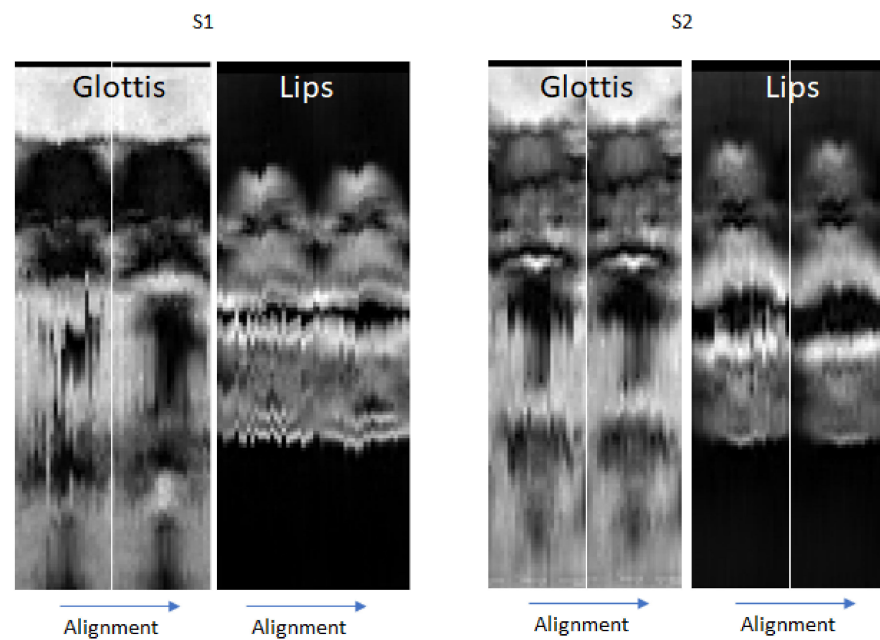 S1
S2
Glottis
Lips
Glottis
Lips
Alignment
Alignment
Alignment
Alignment